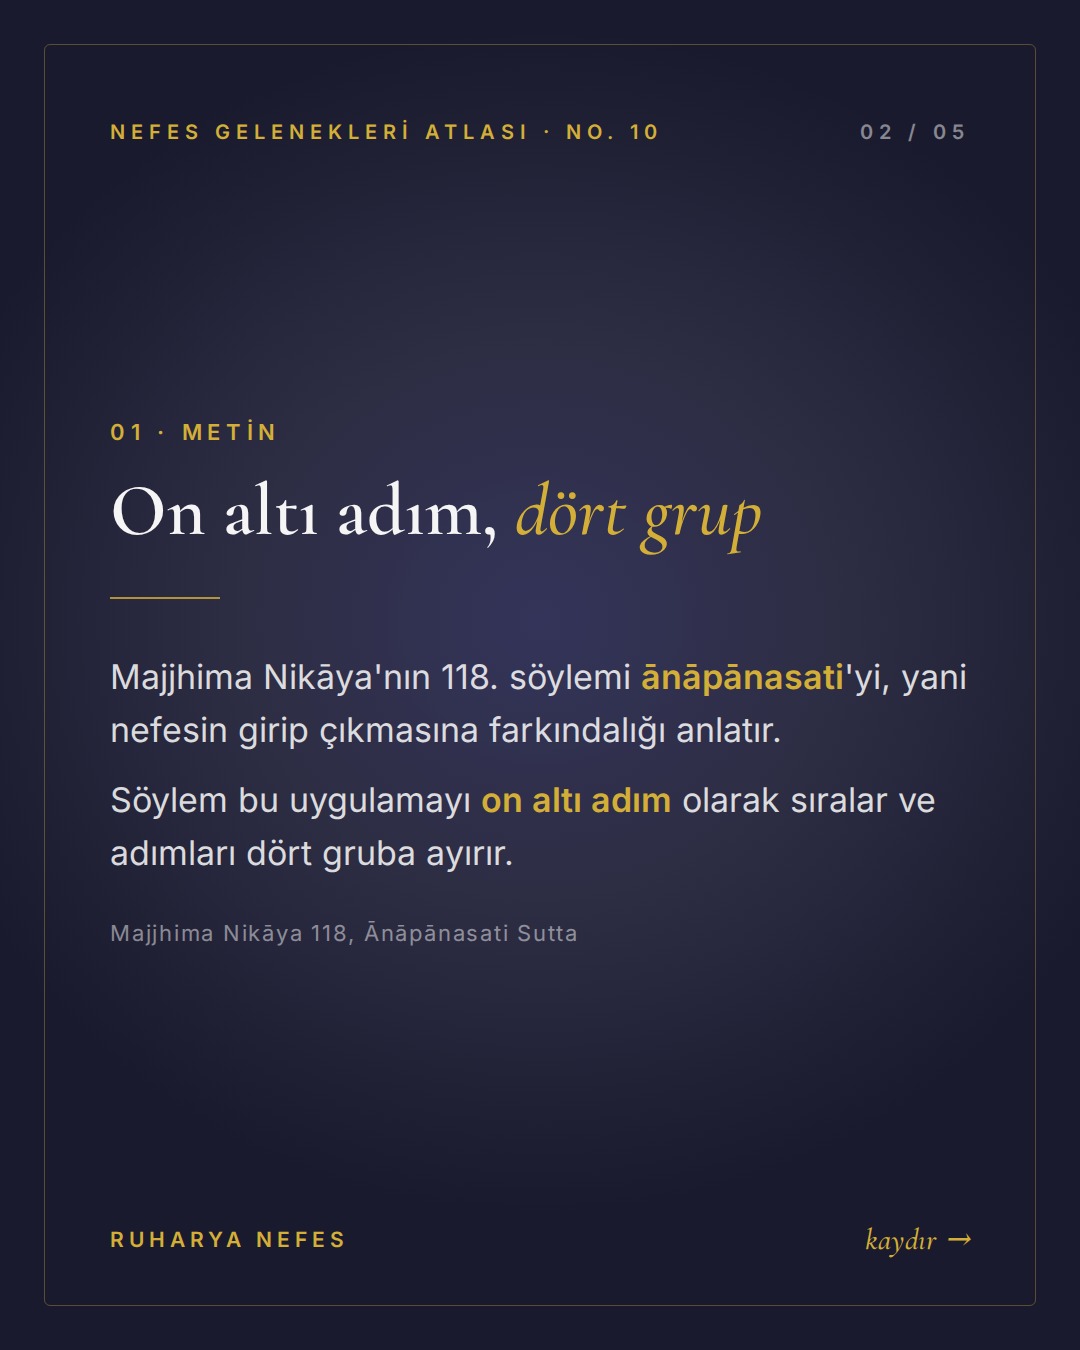 NEFES GELENEKLERİ ATLASI · NO. 10
02 / 05
01 · METİN
On altı adım, dört grup
Majjhima Nikāya'nın 118. söylemi ānāpānasati'yi, yani
nefesin girip çıkmasına farkındalığı anlatır.
Söylem bu uygulamayı on altı adım olarak sıralar ve
adımları dört gruba ayırır.
Majjhima Nikāya 118, Ānāpānasati Sutta
RUHARYA NEFES
kaydır →